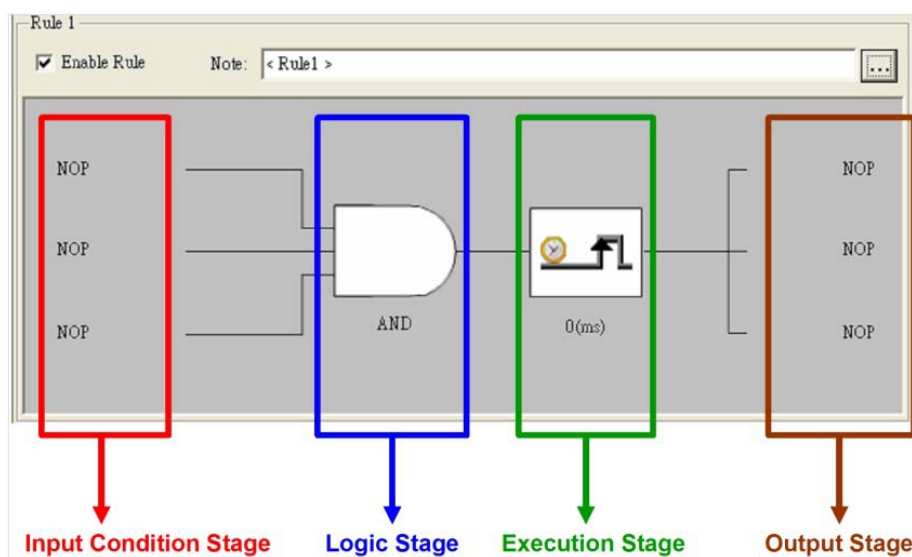 Rule 1
Enable Rule Note: < Rule1 > ...
NOP NOP
NOP NOP
NOP AND 0(ms) NOP
Input Condition Stage Logic Stage Execution Stage Output Stage